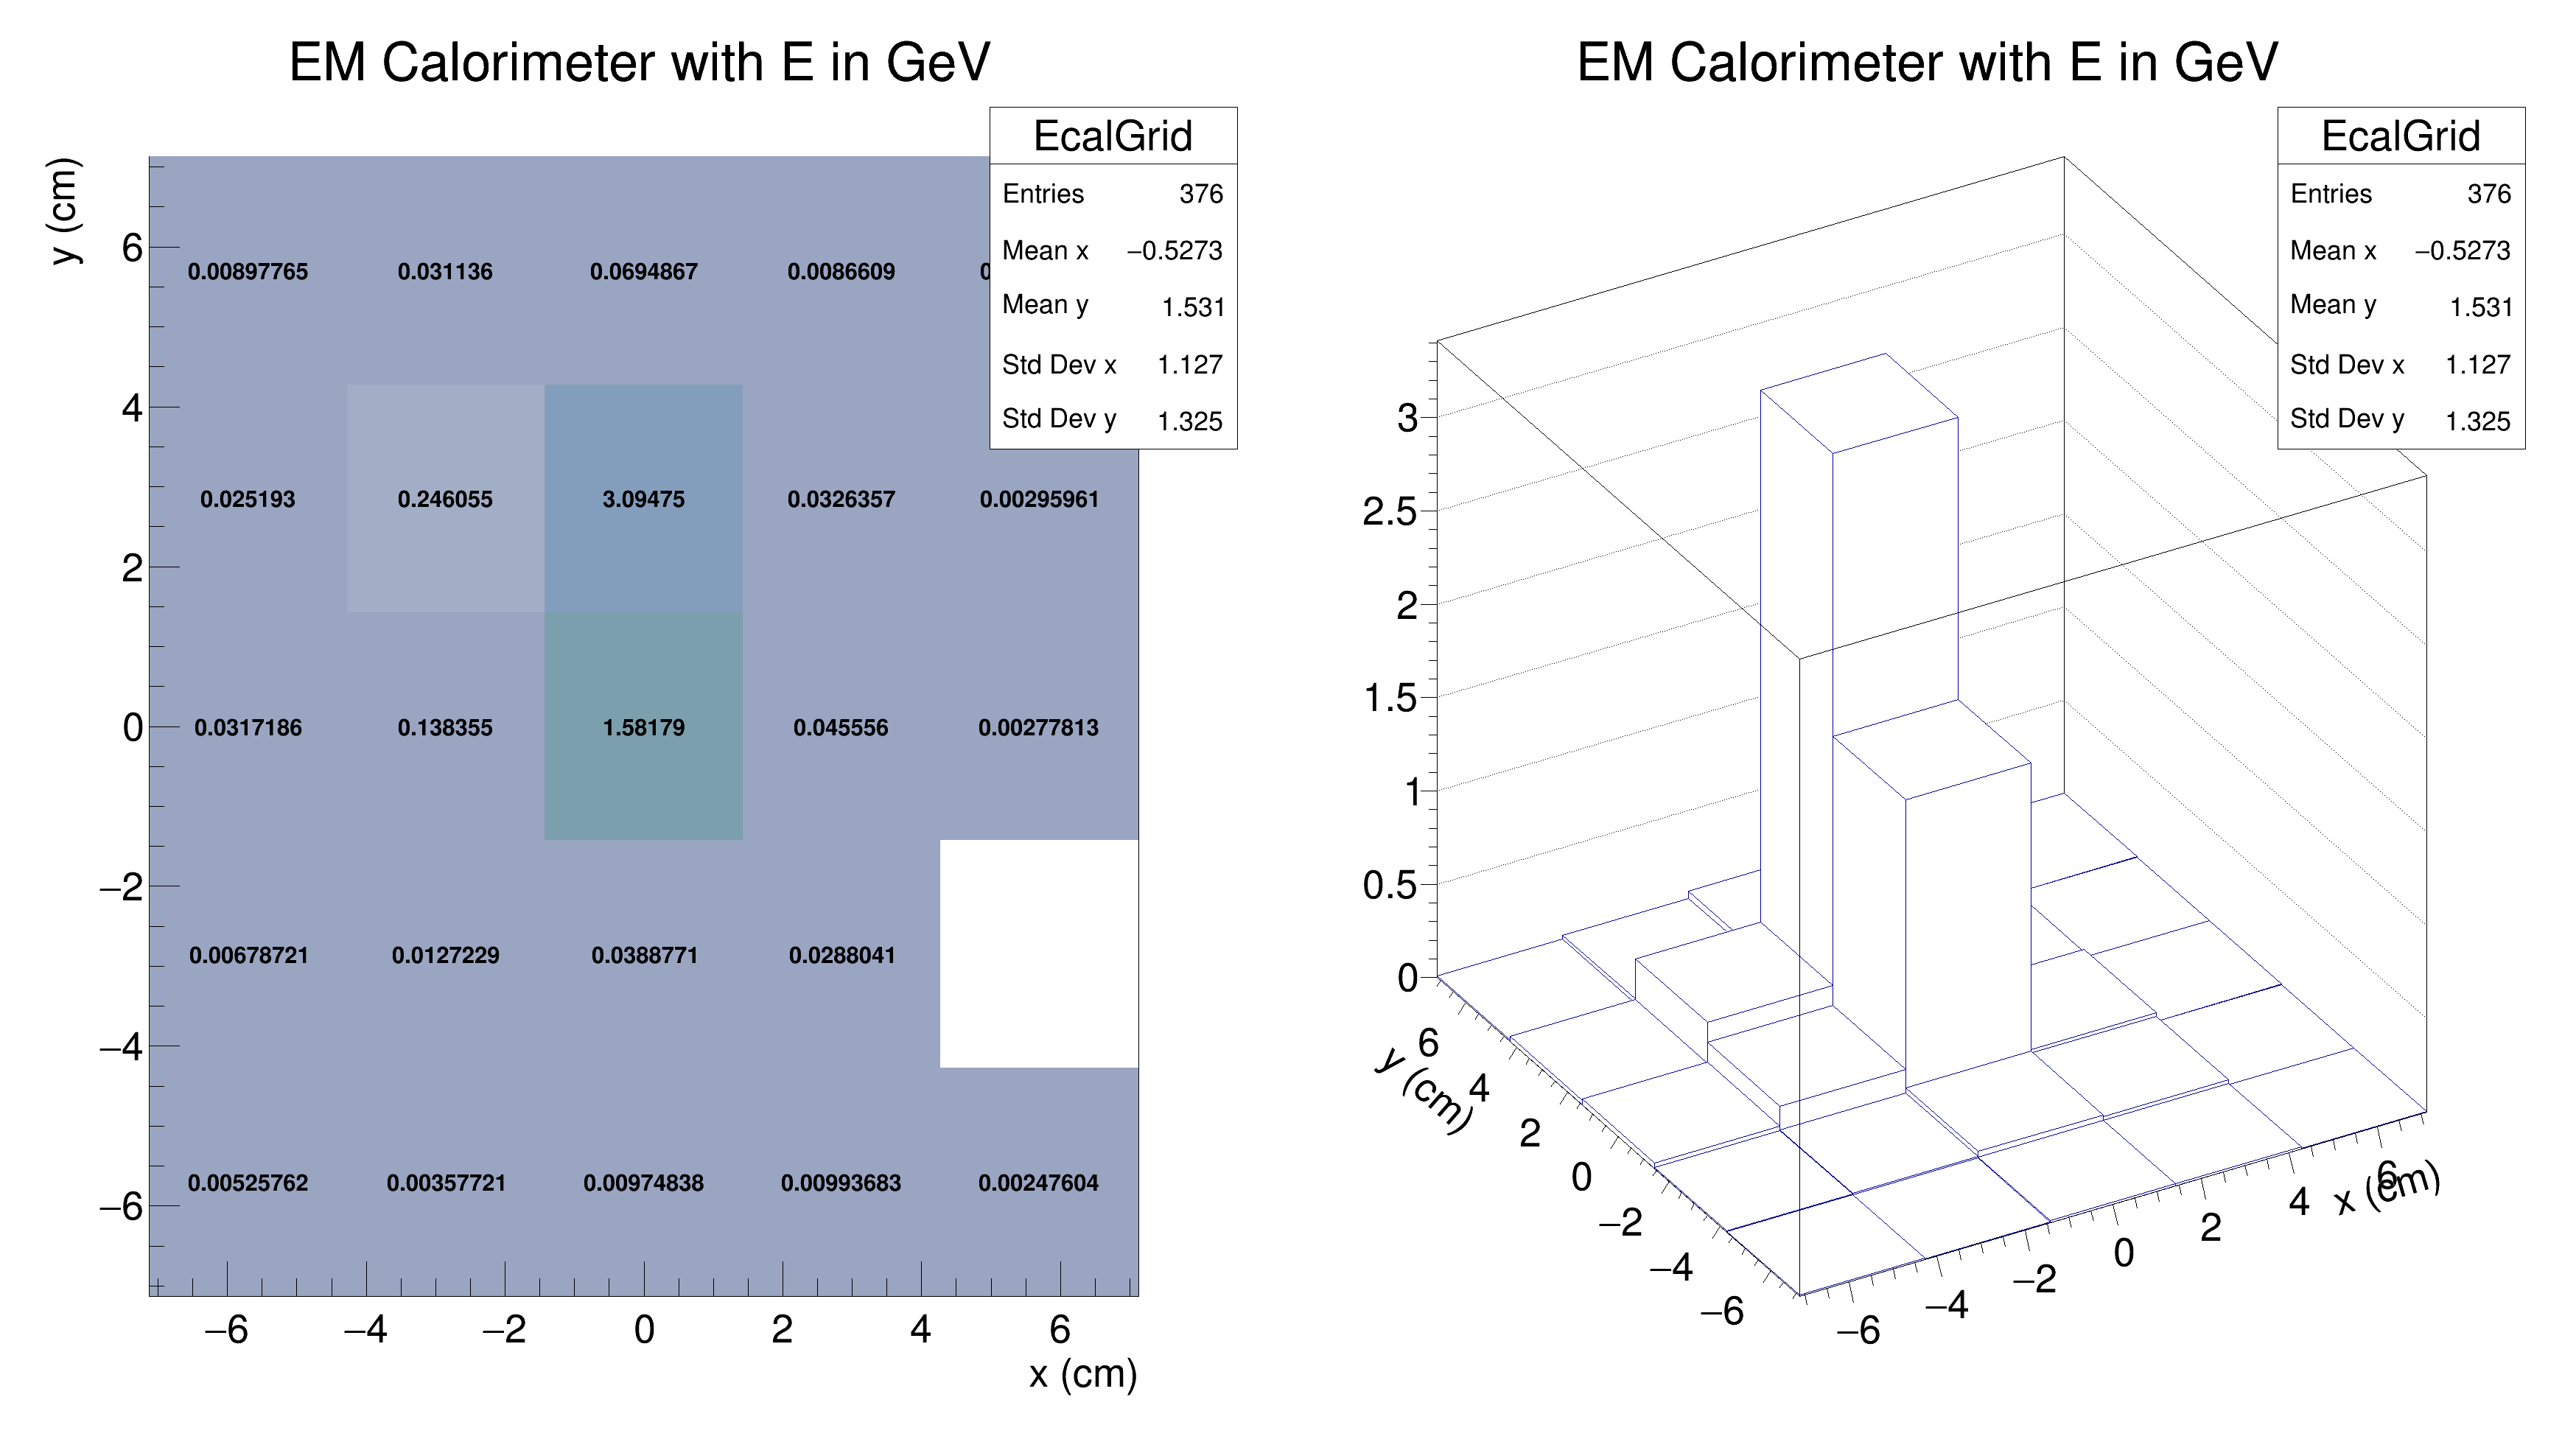 EM Calorimeter with E in GeV
EcalGrid
Entries 376
Mean x −0.5273
Mean y 1.531
Std Dev x 1.127
Std Dev y 1.325
y (cm)
6
4
2
0
−2
−4
−6
0.00897765 0.031136 0.0694867 0.0086609 0
0.025193 0.246055 3.09475 0.0326357 0.00295961
0.0317186 0.138355 1.58179 0.045556 0.00277813
0.00678721 0.0127229 0.0388771 0.0288041
0.00525762 0.00357721 0.00974838 0.00993683 0.00247604
−6 −4 −2 0 2 4 6
x (cm)
EM Calorimeter with E in GeV
EcalGrid
Entries 376
Mean x −0.5273
Mean y 1.531
Std Dev x 1.127
Std Dev y 1.325
3
2.5
2
1.5
1
0.5
0
y (cm)
6
4
2
0
−2
−4
−6
−6 −4 −2 0 2 4 6
x (cm)